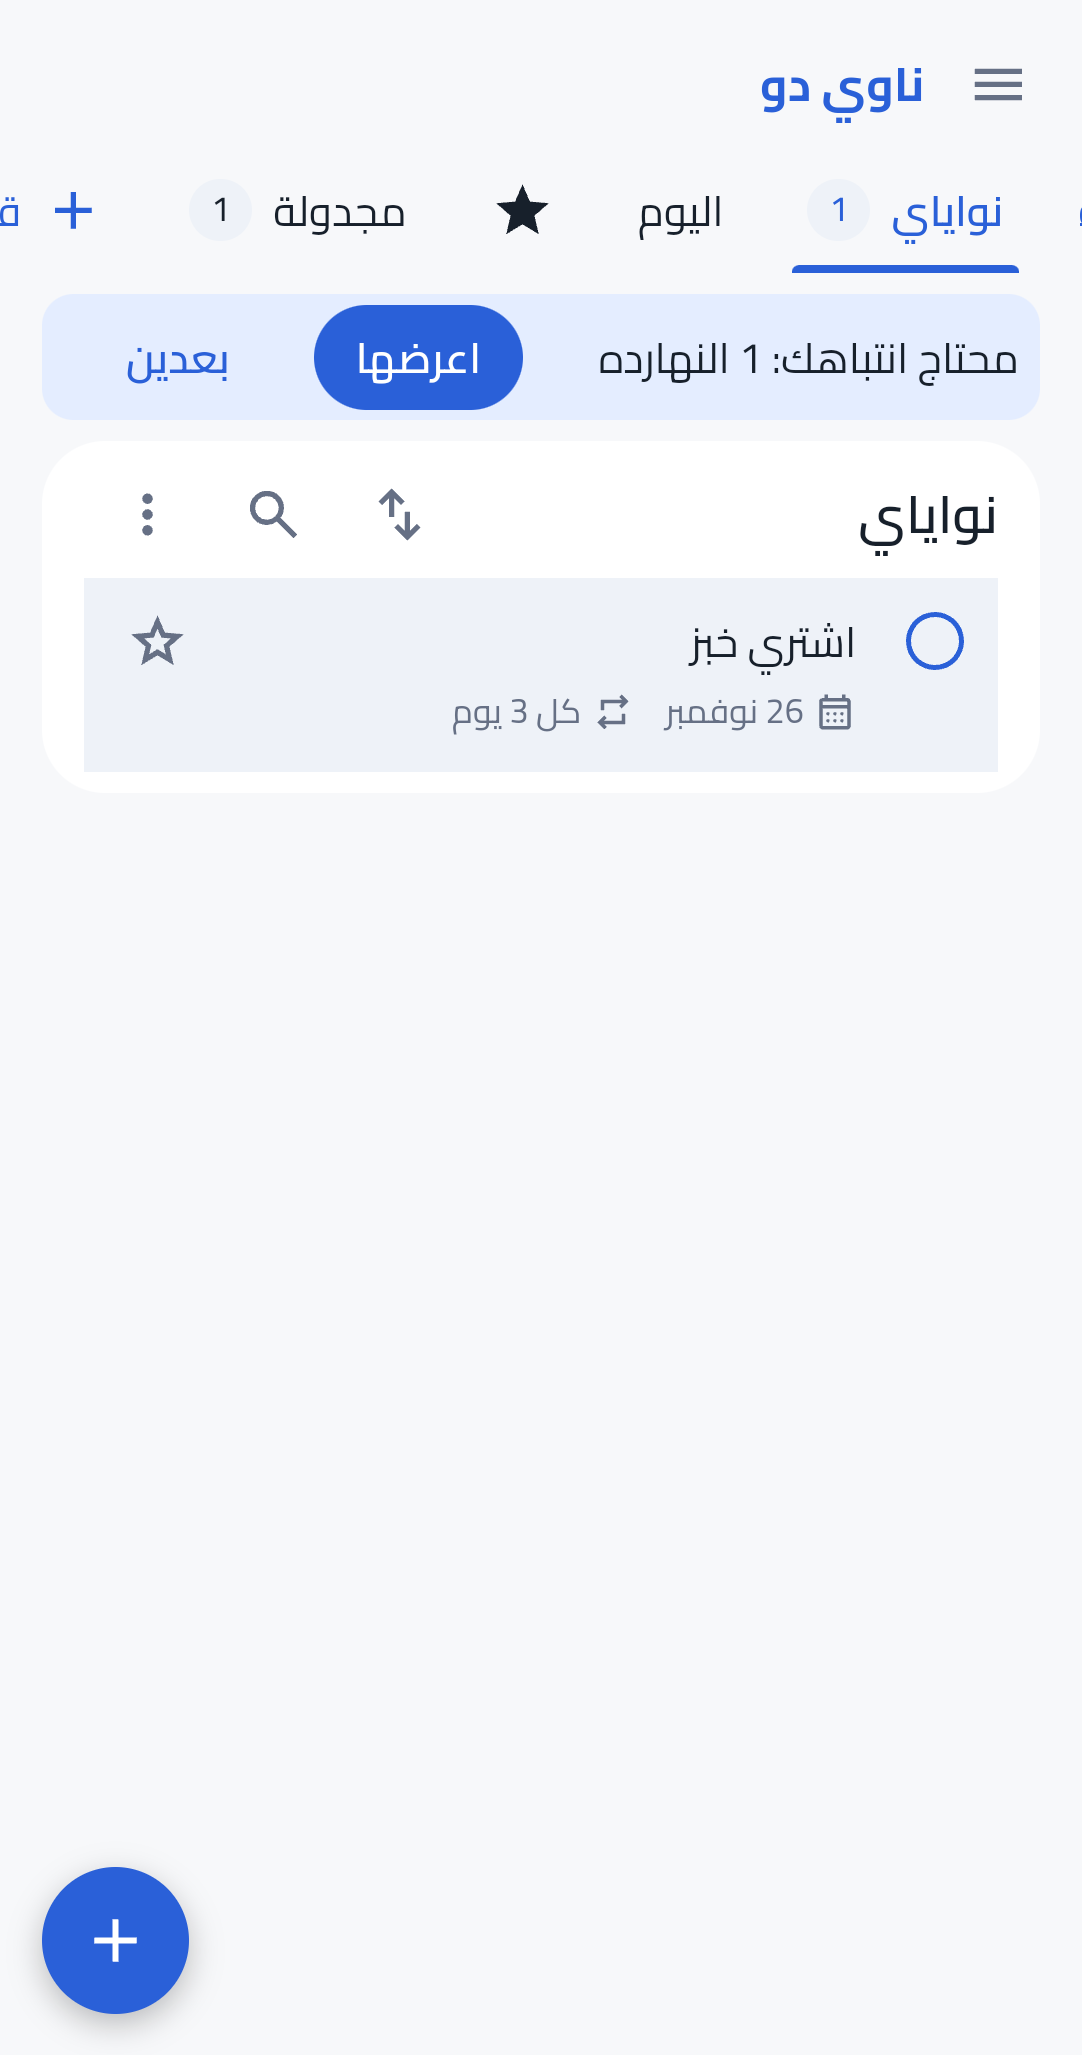 ناوي دو
نواياي 1 اليوم مجدولة 1
محتاج انتباهك: 1 النهارده اعرضها بعدين
نواياي
اشتري خبز
26 نوفمبر كل 3 يوم